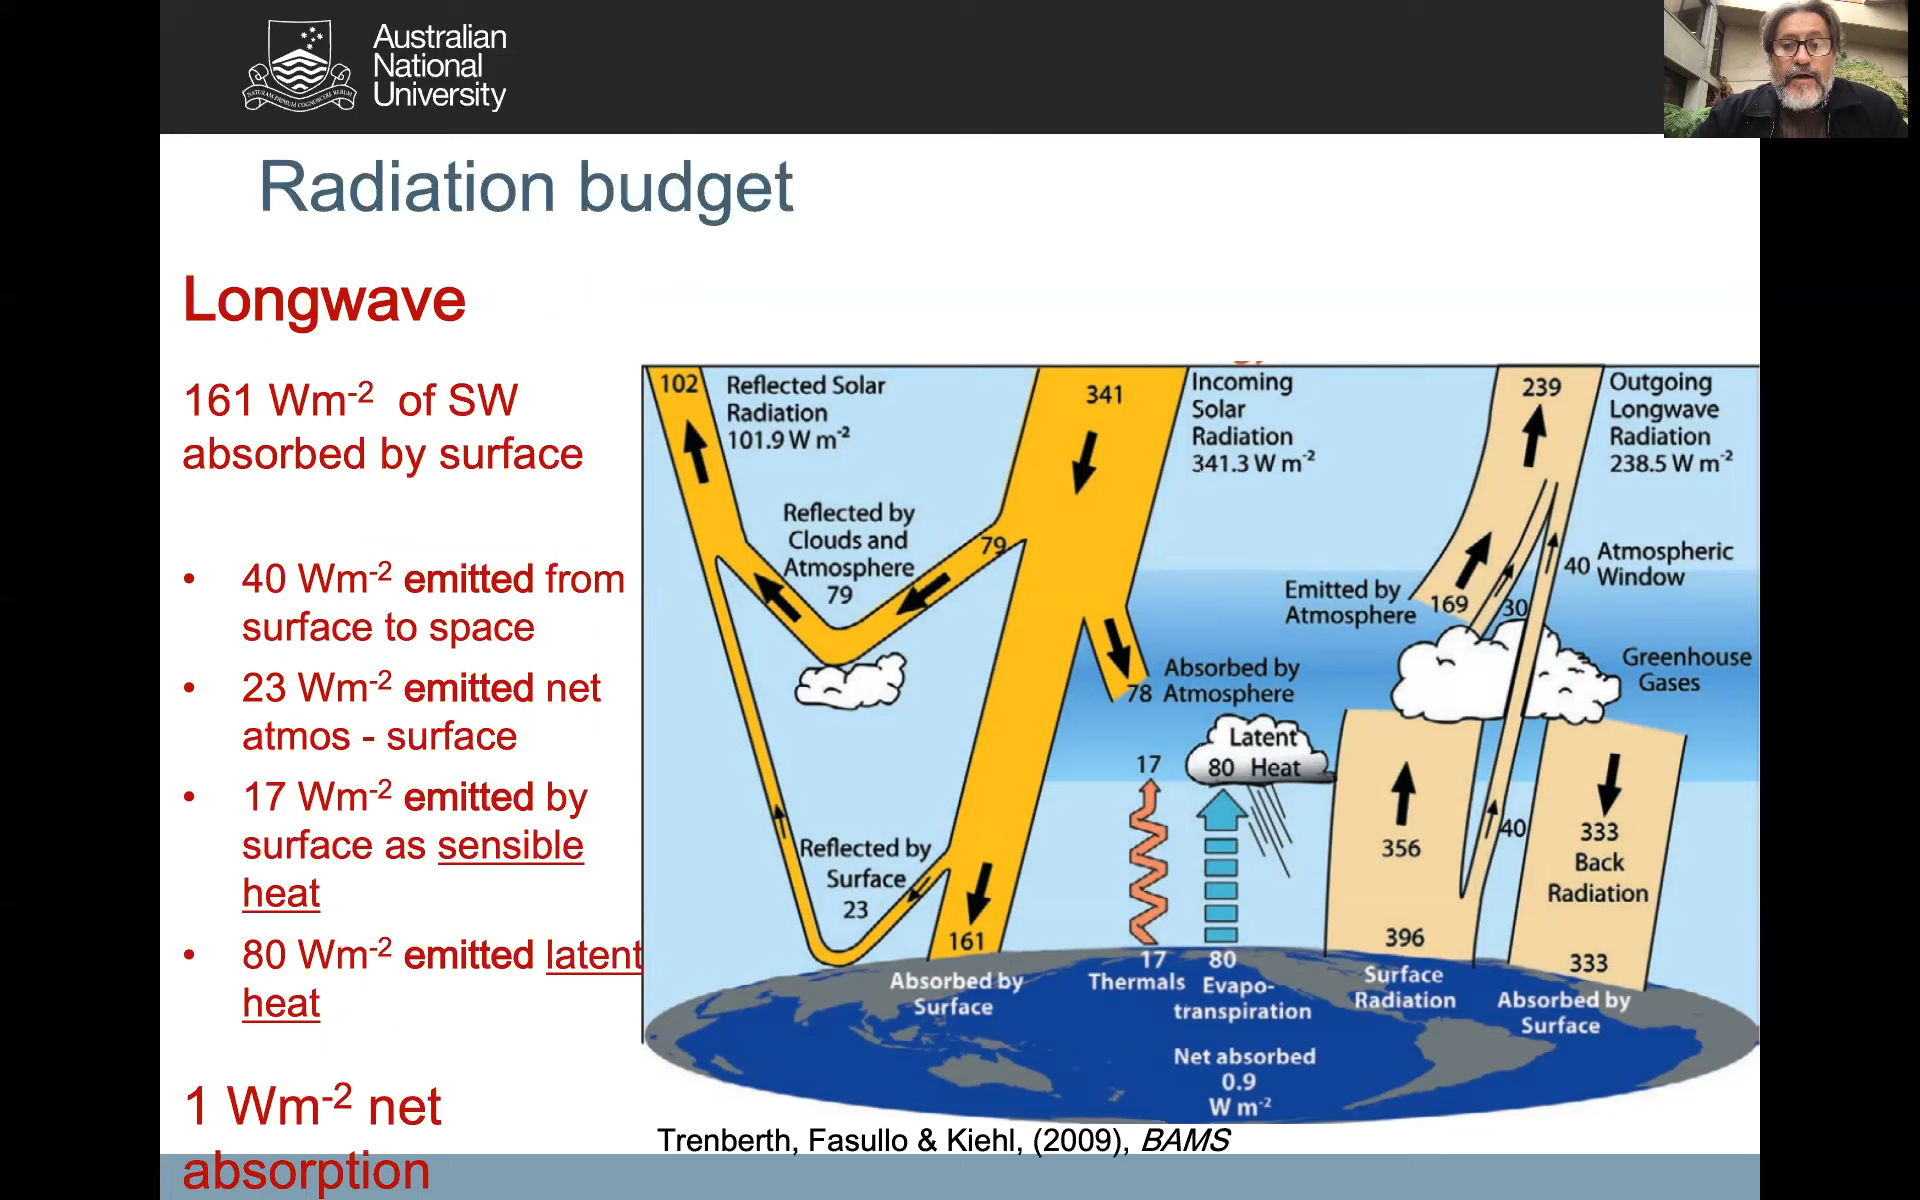 Australian
National
University
NATURAM PRIMUM COGNOSCERE RERUM
Radiation budget
Longwave
161 Wm-2 of SW
absorbed by surface
• 40 Wm-2 emitted from
surface to space
• 23 Wm-2 emitted net
atmos - surface
• 17 Wm-2 emitted by
surface as sensible
heat
• 80 Wm-2 emitted latent
heat
1 Wm-2 net
absorption
102
Reflected Solar
Radiation
101.9 W m-2
341
Incoming
Solar
Radiation
341.3 W m-2
239
Outgoing
Longwave
Radiation
238.5 W m-2
Reflected by
Clouds and
Atmosphere
79
79
Emitted by
Atmosphere
169
30
40
Atmospheric
Window
Greenhouse
Gases
Absorbed by
78 Atmosphere
Latent
80 Heat
17
356
40
333
Back
Radiation
Reflected by
Surface
23
161
Absorbed by
Surface
17
Thermals
80
Evapo-
transpiration
396
Surface
Radiation
333
Absorbed by
Surface
Net absorbed
0.9
W m-2
Trenberth, Fasullo & Kiehl, (2009), BAMS